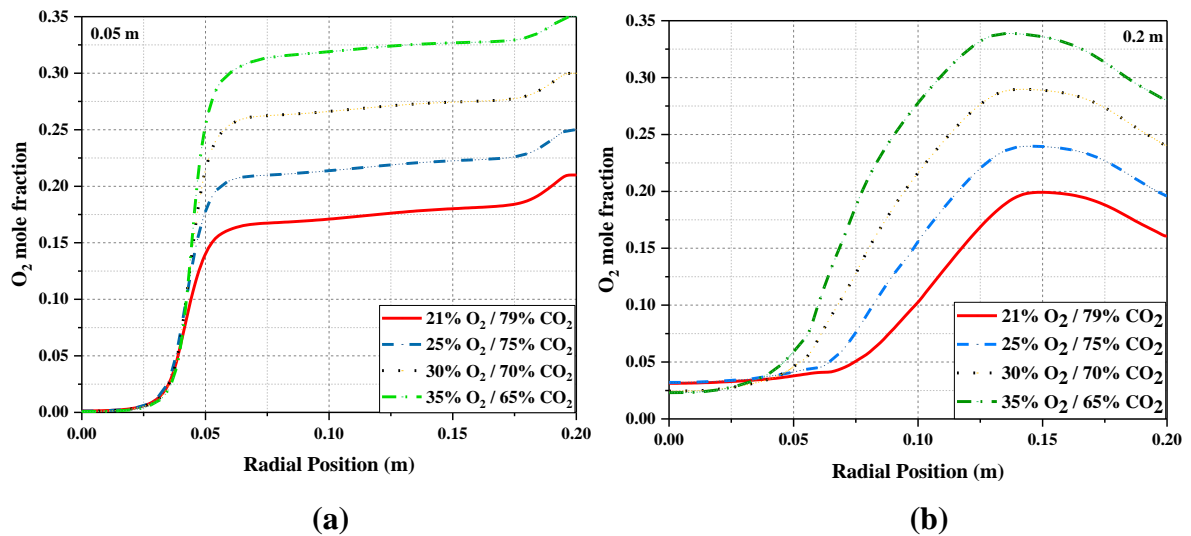 0.05 m
0.35
0.30
0.25
0.20
0.15
0.10
0.05
0.00
O₂ mole fraction
21% O₂ / 79% CO₂
25% O₂ / 75% CO₂
30% O₂ / 70% CO₂
35% O₂ / 65% CO₂
0.00 0.05 0.10 0.15 0.20
Radial Position (m)
(a)
0.2 m
0.35
0.30
0.25
0.20
0.15
0.10
0.05
0.00
O₂ mole fraction
21% O2 / 79% CO2
25% O2 / 75% CO2
30% O2 / 70% CO2
35% O2 / 65% CO2
0.00 0.05 0.10 0.15 0.20
Radial Position (m)
(b)